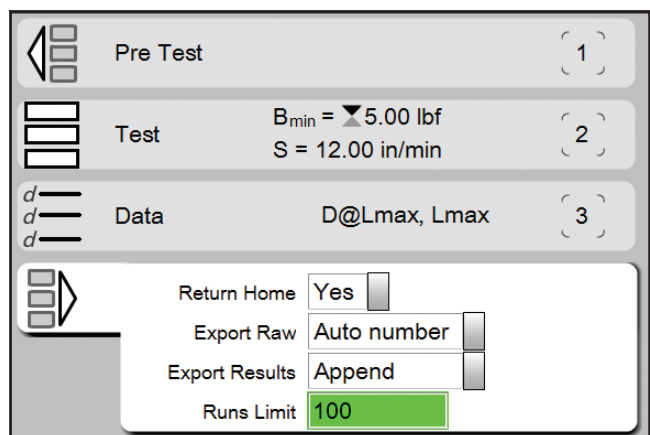 Pre Test 1
Bmin = 5.00 lbf
Test 2
S = 12.00 in/min
d
d Data D@Lmax, Lmax 3
d
Return Home Yes
Export Raw Auto number
Export Results Append
Runs Limit 100